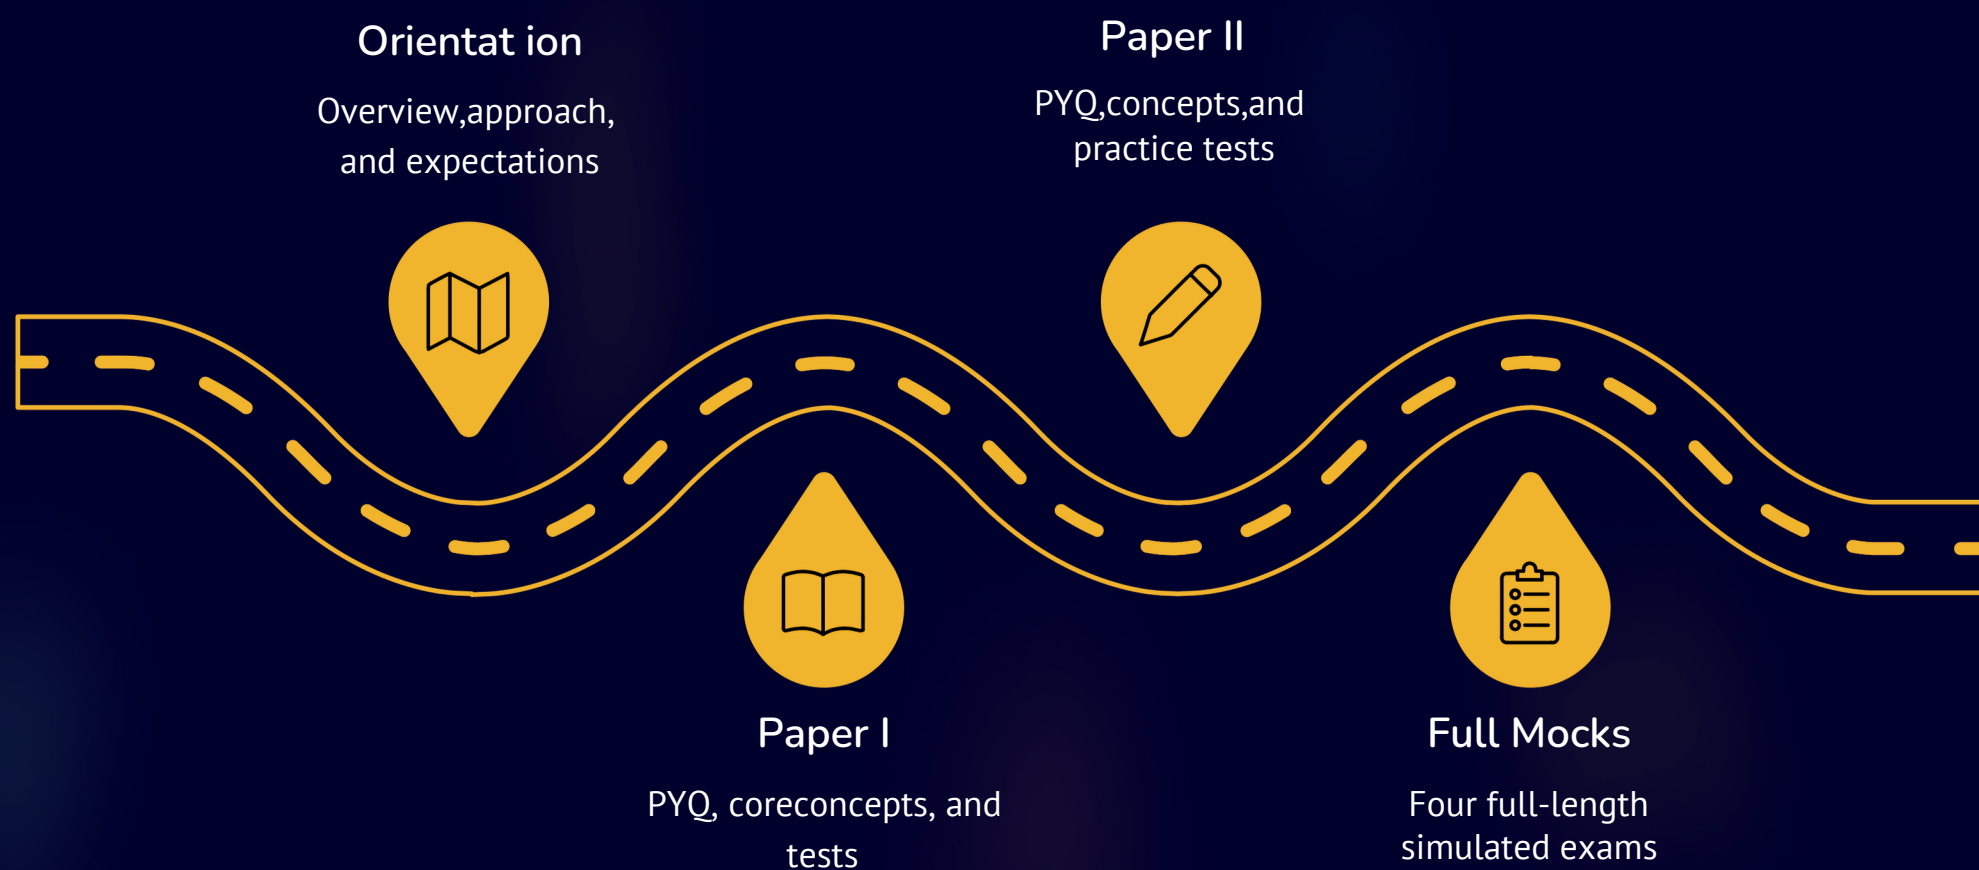 Orientat ion
Overview,approach,
and expectations
Paper I
PYQ, coreconcepts, and
tests
Paper II
PYQ,concepts,and
practice tests
Full Mocks
Four full-length
simulated exams